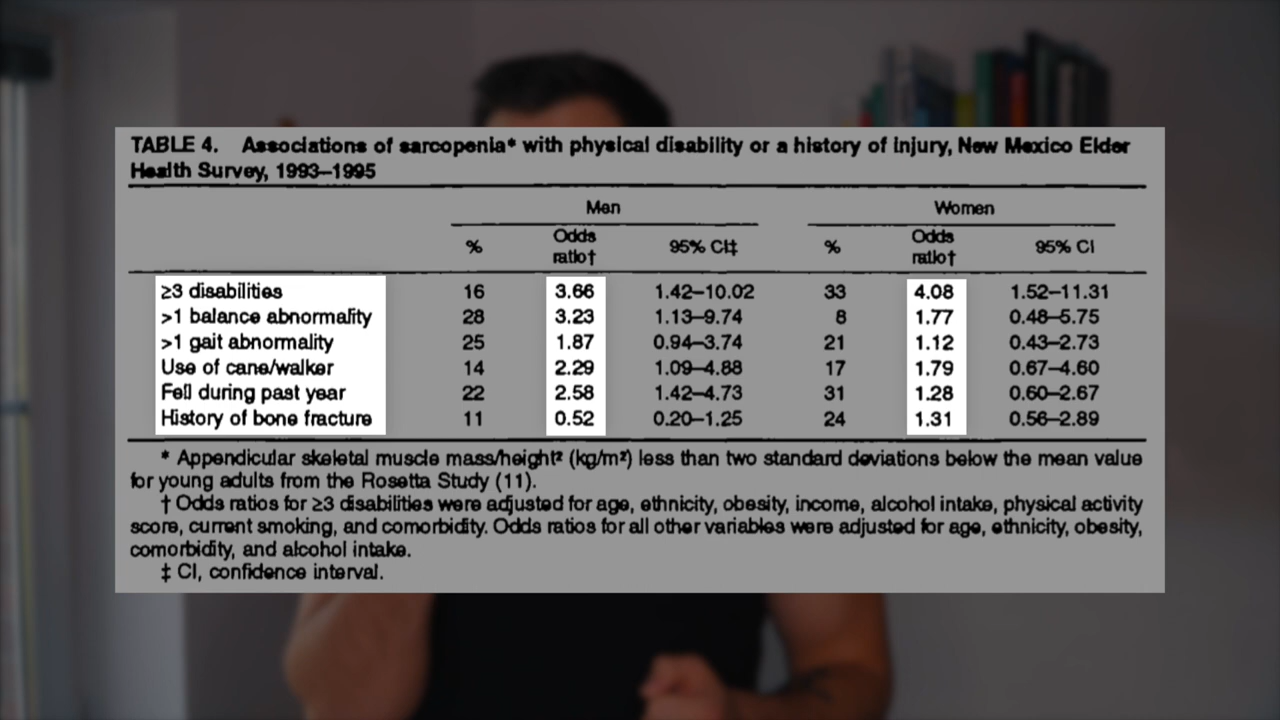 TABLE 4. Associations of sarcopenia* with physical disability or a history of injury, New Mexico Elder
Health Survey, 1993–1995
Men Women
% Odds ratio† 95% CI‡ % Odds ratio† 95% CI
≥3 disabilities 16 3.66 1.42–10.02 33 4.08 1.52–11.31
>1 balance abnormality 28 3.23 1.13–9.74 8 1.77 0.48–5.75
>1 gait abnormality 25 1.87 0.94–3.74 21 1.12 0.43–2.73
Use of cane/walker 14 2.29 1.09–4.88 17 1.79 0.67–4.60
Fell during past year 22 2.58 1.42–4.73 31 1.28 0.60–2.67
History of bone fracture 11 0.52 0.20–1.25 24 1.31 0.56–2.89
* Appendicular skeletal muscle mass/height² (kg/m²) less than two standard deviations below the mean value
for young adults from the Rosetta Study (11).
† Odds ratios for ≥3 disabilities were adjusted for age, ethnicity, obesity, income, alcohol intake, physical activity
score, current smoking, and comorbidity. Odds ratios for all other variables were adjusted for age, ethnicity, obesity,
comorbidity, and alcohol intake.
‡ CI, confidence interval.